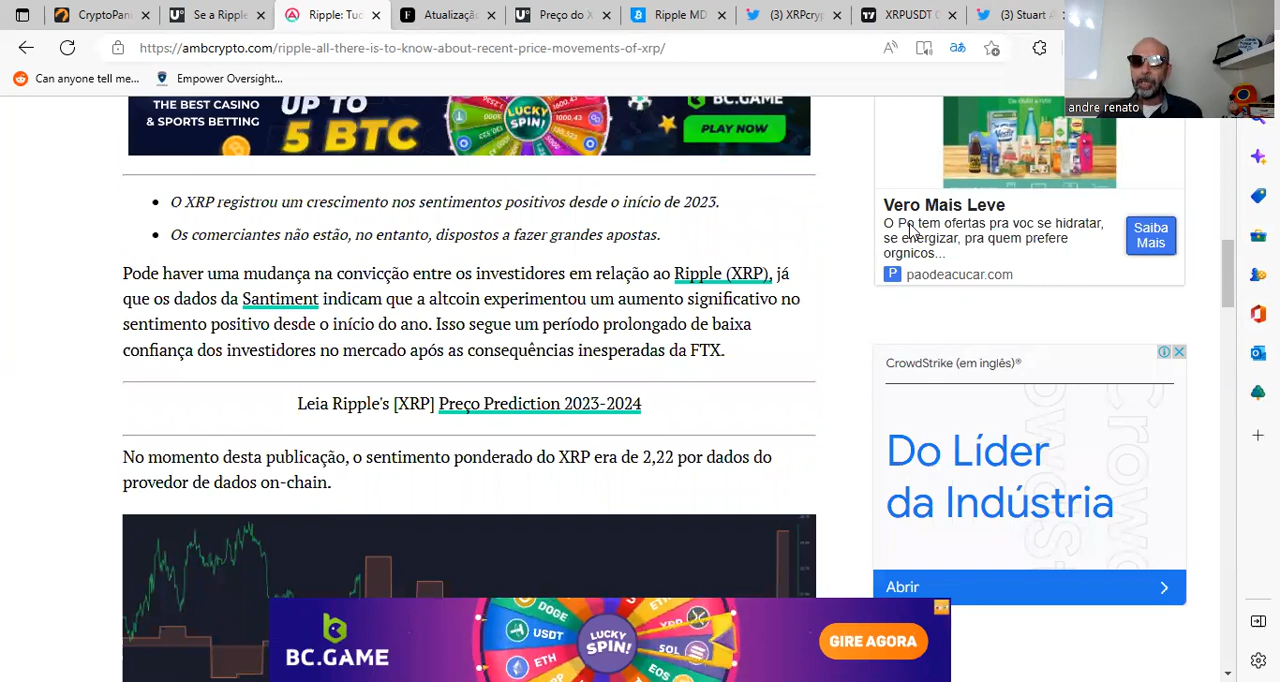 CryptoPan
Se a Ripple
Ripple: Tud
Atualização
Preço do X
Ripple MD
(3) XRPcry
XRPUSDT
(3) Stuart
https://ambcrypto.com/ripple-all-there-is-to-know-about-recent-price-movements-of-xrp/
Can anyone tell me...
Empower Oversight...
andre renato
THE BEST CASINO
& SPORTS BETTING
UP TO
5 BTC
LUCKY
SPIN!
BC.GAME
PLAY NOW
• O XRP registrou um crescimento nos sentimentos positivos desde o início de 2023.
• Os comerciantes não estão, no entanto, dispostos a fazer grandes apostas.
Pode haver uma mudança na convicção entre os investidores em relação ao Ripple (XRP), já
que os dados da Santiment indicam que a altcoin experimentou um aumento significativo no
sentimento positivo desde o início do ano. Isso segue um período prolongado de baixa
confiança dos investidores no mercado após as consequências inesperadas da FTX.
Leia Ripple's [XRP] Preço Prediction 2023-2024
No momento desta publicação, o sentimento ponderado do XRP era de 2,22 por dados do
provedor de dados on-chain.
Vero Mais Leve
O Po tem ofertas pra voc se hidratar,
se energizar, pra quem prefere
orgnicos...
Saiba
Mais
P paodeacucar.com
CrowdStrike (em inglês)®
Do Líder
da Indústria
Abrir
BC.GAME
DOGE
USDT
ETH
LUCKY
SPIN!
XRP
SOL
EOS
GIRE AGORA